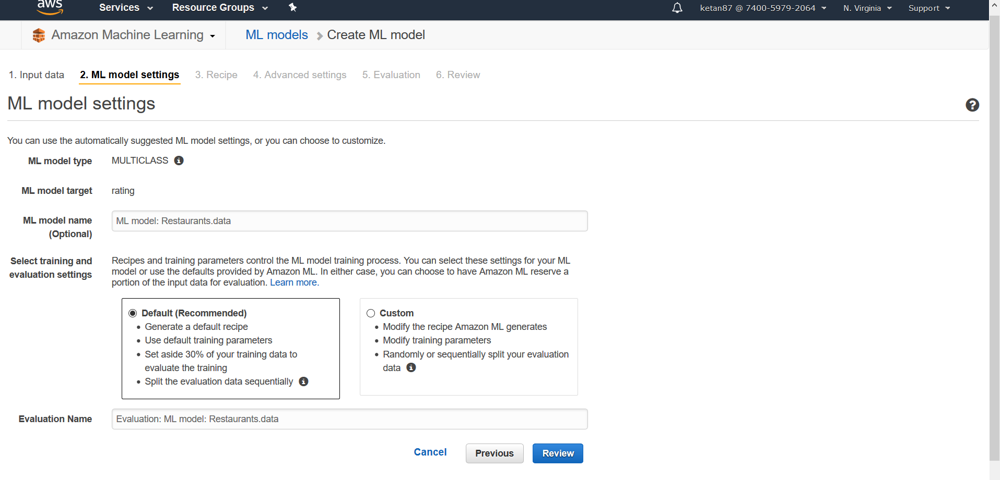 aws Services Resource Groups ketan87 @ 7400-5979-2064 N. Virginia Support
Amazon Machine Learning ML models Create ML model
1. Input data 2. ML model settings 3. Recipe 4. Advanced settings 5. Evaluation 6. Review
ML model settings
You can use the automatically suggested ML model settings, or you can choose to customize.
ML model type MULTICLASS
ML model target rating
ML model name ML model: Restaurants.data
(Optional)
Select training and
evaluation settings
Recipes and training parameters control the ML model training process. You can select these settings for your ML
model or use the defaults provided by Amazon ML. In either case, you can choose to have Amazon ML reserve a
portion of the input data for evaluation. Learn more.
Default (Recommended)
• Generate a default recipe
• Use default training parameters
• Set aside 30% of your training data to
evaluate the training
• Split the evaluation data sequentially
Custom
• Modify the recipe Amazon ML generates
• Modify training parameters
• Randomly or sequentially split your evaluation
data
Evaluation Name Evaluation: ML model: Restaurants.data
Cancel Previous Review